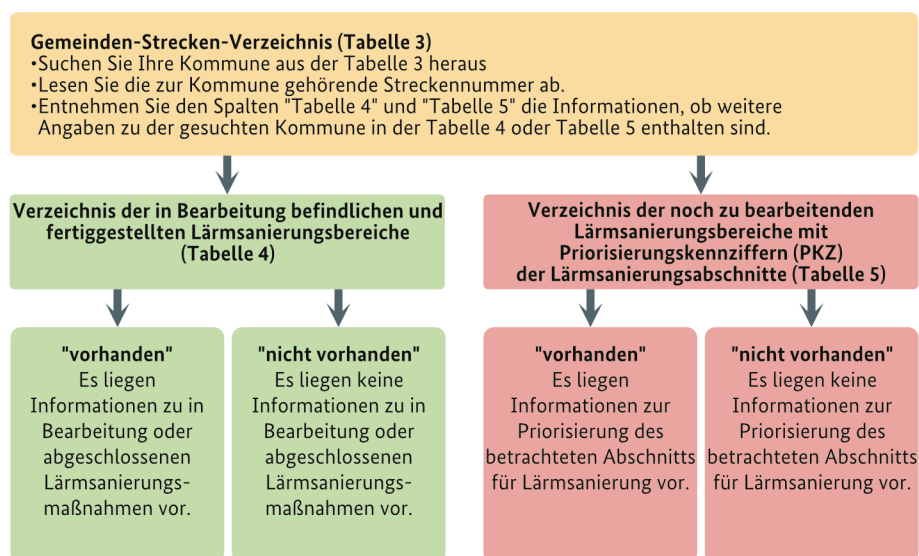 Gemeinden-Strecken-Verzeichnis (Tabelle 3)
•Suchen Sie Ihre Kommune aus der Tabelle 3 heraus
•Lesen Sie die zur Kommune gehörende Streckennummer ab.
•Entnehmen Sie den Spalten "Tabelle 4" und "Tabelle 5" die Informationen, ob weitere
Angaben zu der gesuchten Kommune in der Tabelle 4 oder Tabelle 5 enthalten sind.
Verzeichnis der in Bearbeitung befindlichen und
fertiggestellten Lärmsanierungsbereiche
(Tabelle 4)
Verzeichnis der noch zu bearbeitenden
Lärmsanierungsbereiche mit
Priorisierungskennziffern (PKZ)
der Lärmsanierungsabschnitte (Tabelle 5)
"vorhanden"
Es liegen
Informationen zu in
Bearbeitung oder
abgeschlossenen
Lärmsanierungs-
maßnahmen vor.
"nicht vorhanden"
Es liegen keine
Informationen zu in
Bearbeitung oder
abgeschlossenen
Lärmsanierungs-
maßnahmen vor.
"vorhanden"
Es liegen
Informationen zur
Priorisierung des
betrachteten Abschnitts
für Lärmsanierung vor.
"nicht vorhanden"
Es liegen keine
Informationen zur
Priorisierung des
betrachteten Abschnitts
für Lärmsanierung vor.